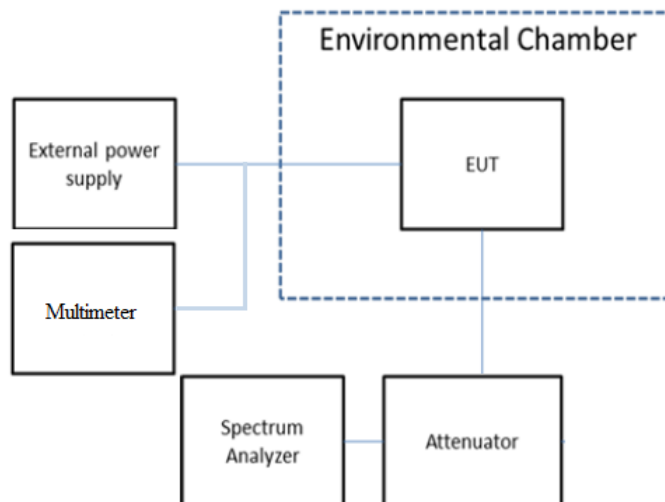 Environmental Chamber
External power
supply
EUT
Multimeter
Spectrum
Analyzer
Attenuator